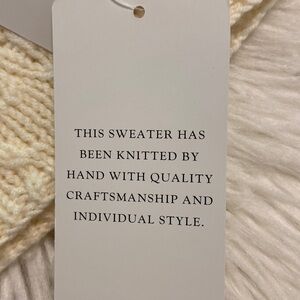 THIS SWEATER HAS
BEEN KNITTED BY
HAND WITH QUALITY
CRAFTSMANSHIP AND
INDIVIDUAL STYLE.